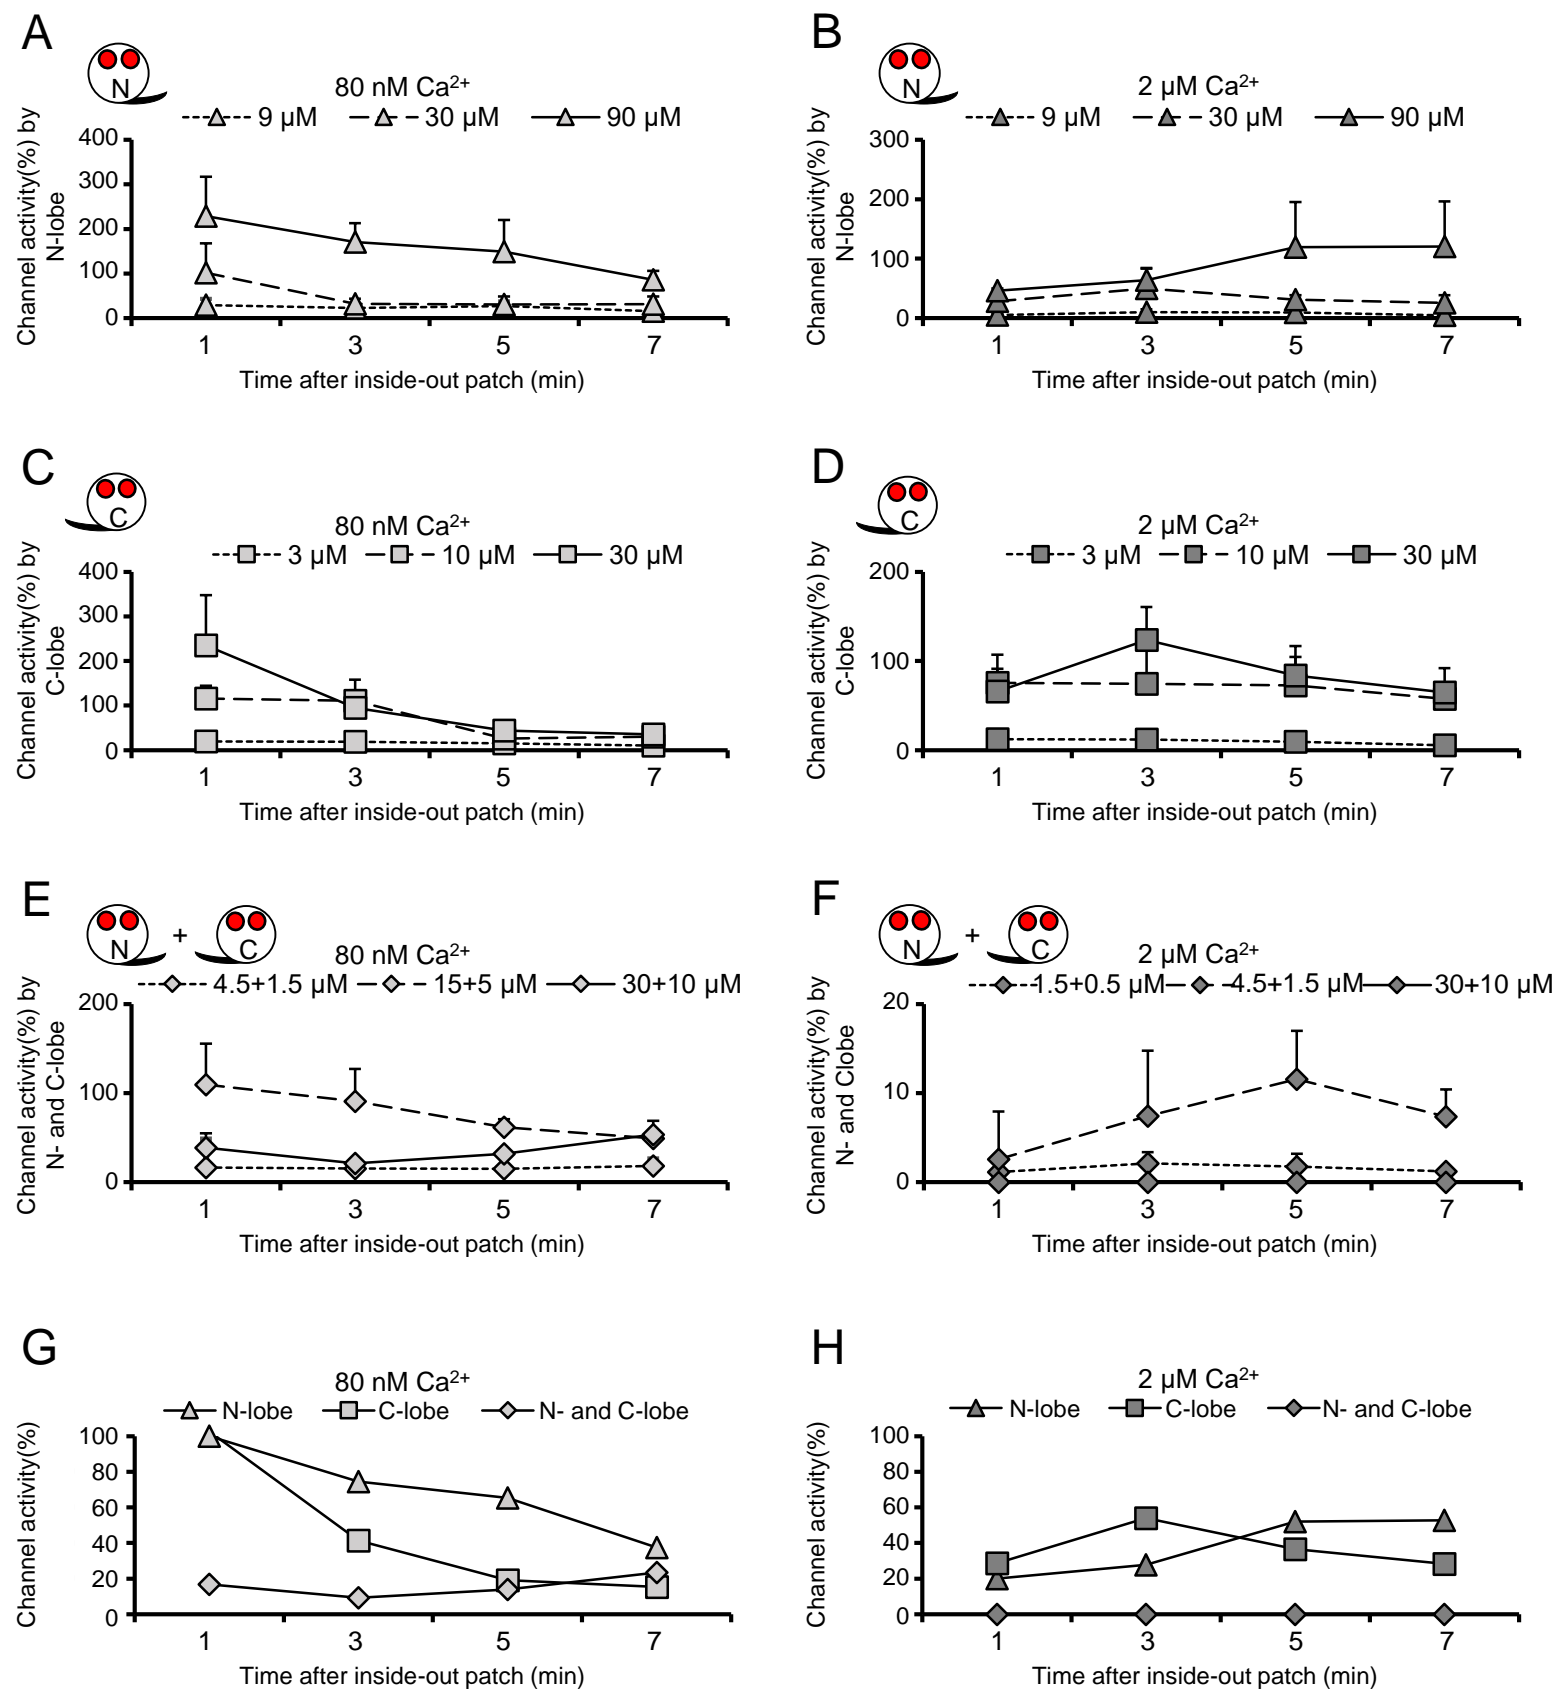 A
N
80 nM Ca2+
9 μM 30 μM 90 μM
Channel activity(%) by
N-lobe
400
300
200
100
0
1 3 5 7
Time after inside-out patch (min)
B
N
2 μM Ca2+
9 μM 30 μM 90 μM
Channel activity(%) by
N-lobe
300
200
100
0
1 3 5 7
Time after inside-out patch (min)
C
C
80 nM Ca2+
3 μM 10 μM 30 μM
Channel activity(%) by
C-lobe
400
300
200
100
0
1 3 5 7
Time after inside-out patch (min)
D
C
2 μM Ca2+
3 μM 10 μM 30 μM
Channel activity(%) by
C-lobe
200
100
0
1 3 5 7
Time after inside-out patch (min)
E
N + C
80 nM Ca2+
4.5+1.5 μM 15+5 μM 30+10 μM
Channel activity(%) by
N- and C-lobe
200
100
0
1 3 5 7
Time after inside-out patch (min)
F
N + C
2 μM Ca2+
1.5+0.5 μM 4.5+1.5 μM 30+10 μM
Channel activity(%) by
N- and Clobe
20
10
0
1 3 5 7
Time after inside-out patch (min)
G
80 nM Ca2+
N-lobe C-lobe N- and C-lobe
Channel activity(%)
100
80
60
40
20
0
1 3 5 7
Time after inside-out patch (min)
H
2 μM Ca2+
N-lobe C-lobe N- and C-lobe
Channel activity(%)
100
80
60
40
20
0
1 3 5 7
Time after inside-out patch (min)